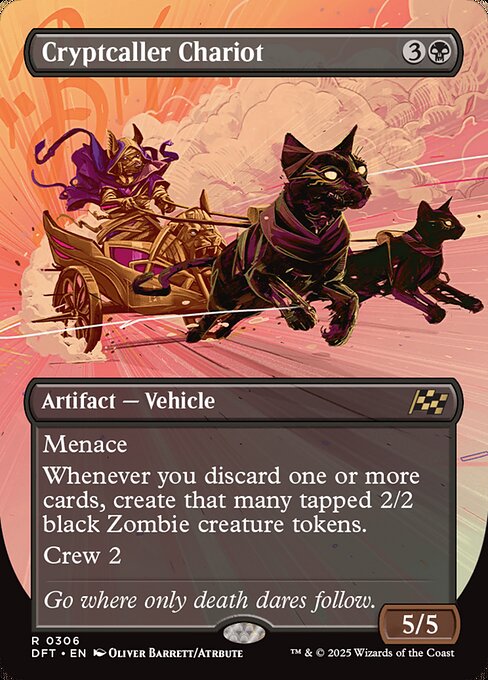 Cryptcaller Chariot 3
Artifact — Vehicle
Menace
Whenever you discard one or more
cards, create that many tapped 2/2
black Zombie creature tokens.
Crew 2
Go where only death dares follow.
5/5
R 0306
DFT • EN Oliver Barrett/Atrbute
™ & © 2025 Wizards of the Coast